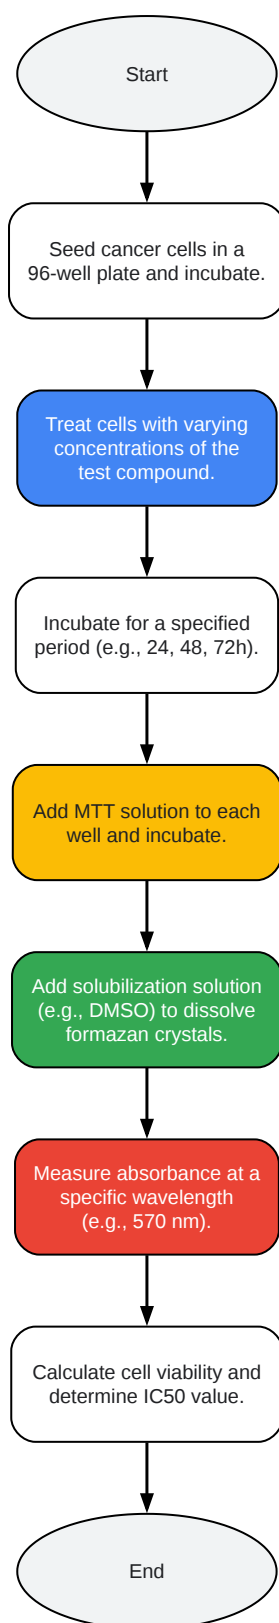 Start
Seed cancer cells in a
96-well plate and incubate.
Treat cells with varying
concentrations of the
test compound.
Incubate for a specified
period (e.g., 24, 48, 72h).
Add MTT solution to each
well and incubate.
Add solubilization solution
(e.g., DMSO) to dissolve
formazan crystals.
Measure absorbance at a
specific wavelength
(e.g., 570 nm).
Calculate cell viability and
determine IC50 value.
End